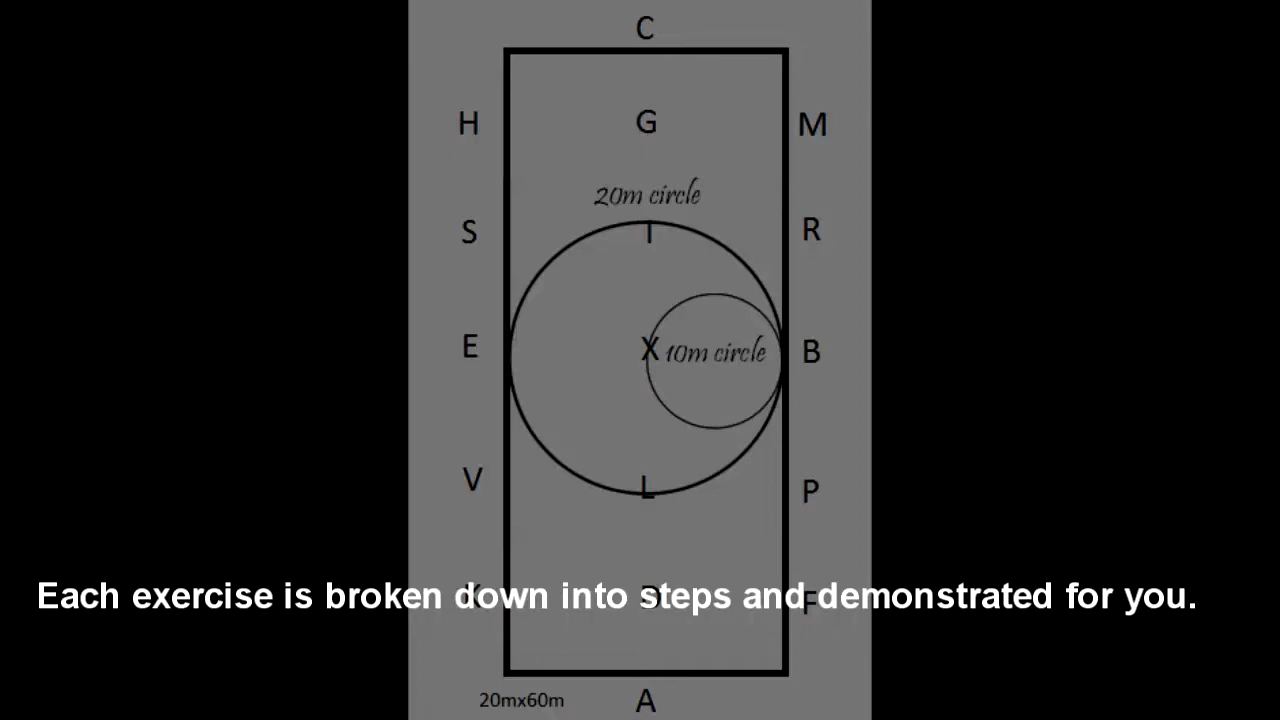 C
H G M
20m circle
S I R
E X 10m circle B
V L P
K D F
Each exercise is broken down into steps and demonstrated for you.
20mx60m A